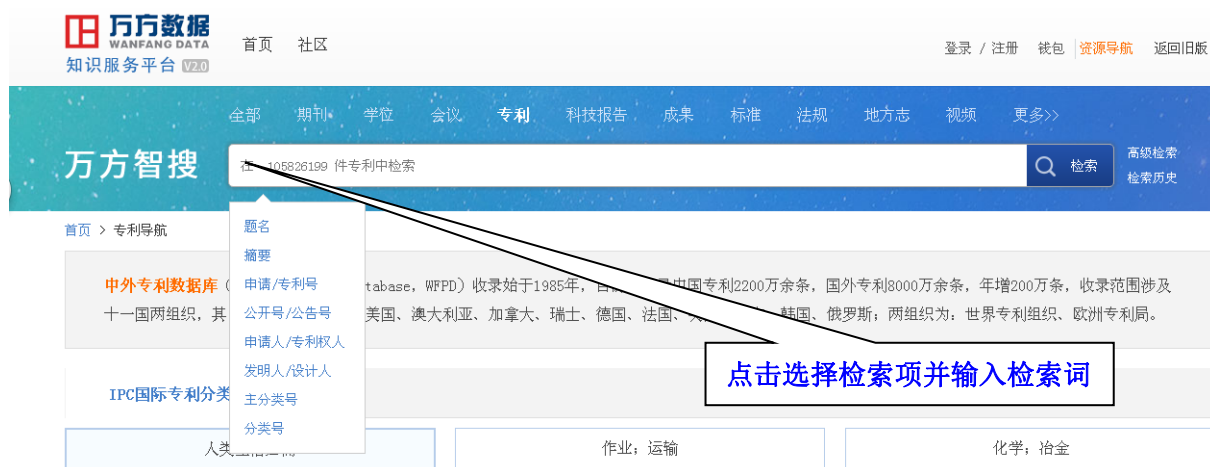 万方数据
WANFANG DATA
知识服务平台 V2.0
首页 社区
登录 / 注册 钱包 资源导航 返回旧版
全部 期刊 学位 会议 专利 科技报告 成果 标准 法规 地方志 视频 更多>>
万方智搜
在 105826199 件专利中检索
检索
高级检索
检索历史
首页 > 专利导航
题名
摘要
申请/专利号
公开号/公告号
申请人/专利权人
发明人/设计人
主分类号
分类号
中外专利数据库 ( tabase, WFPD) 收录始于1985年, 中国专利2200万余条, 国外专利8000万余条, 年增200万条, 收录范围涉及
十一国两组织, 其 美国、澳大利亚、加拿大、瑞士、德国、法国、 韩国、俄罗斯; 两组织为: 世界专利组织、欧洲专利局。
点击选择检索项并输入检索词
IPC国际专利分类
作业; 运输
化学; 冶金